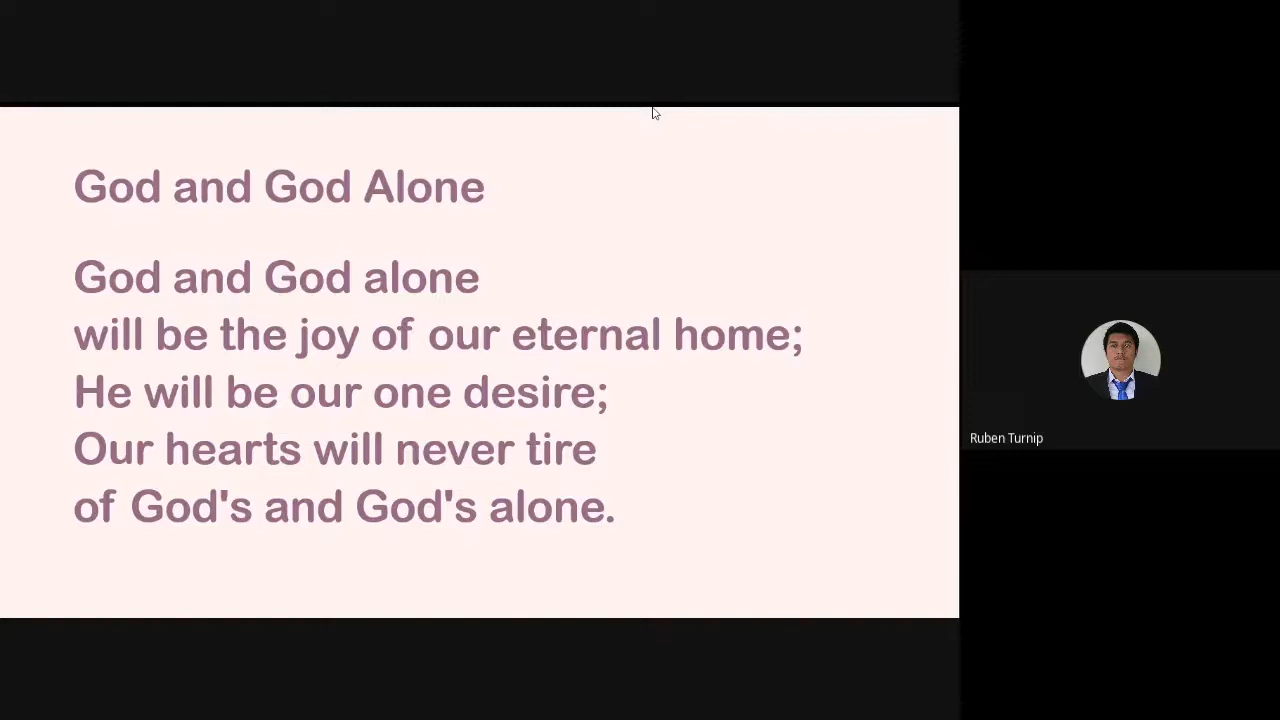 God and God Alone
God and God alone
will be the joy of our eternal home;
He will be our one desire;
Our hearts will never tire
of God's and God's alone.
Ruben Turnip